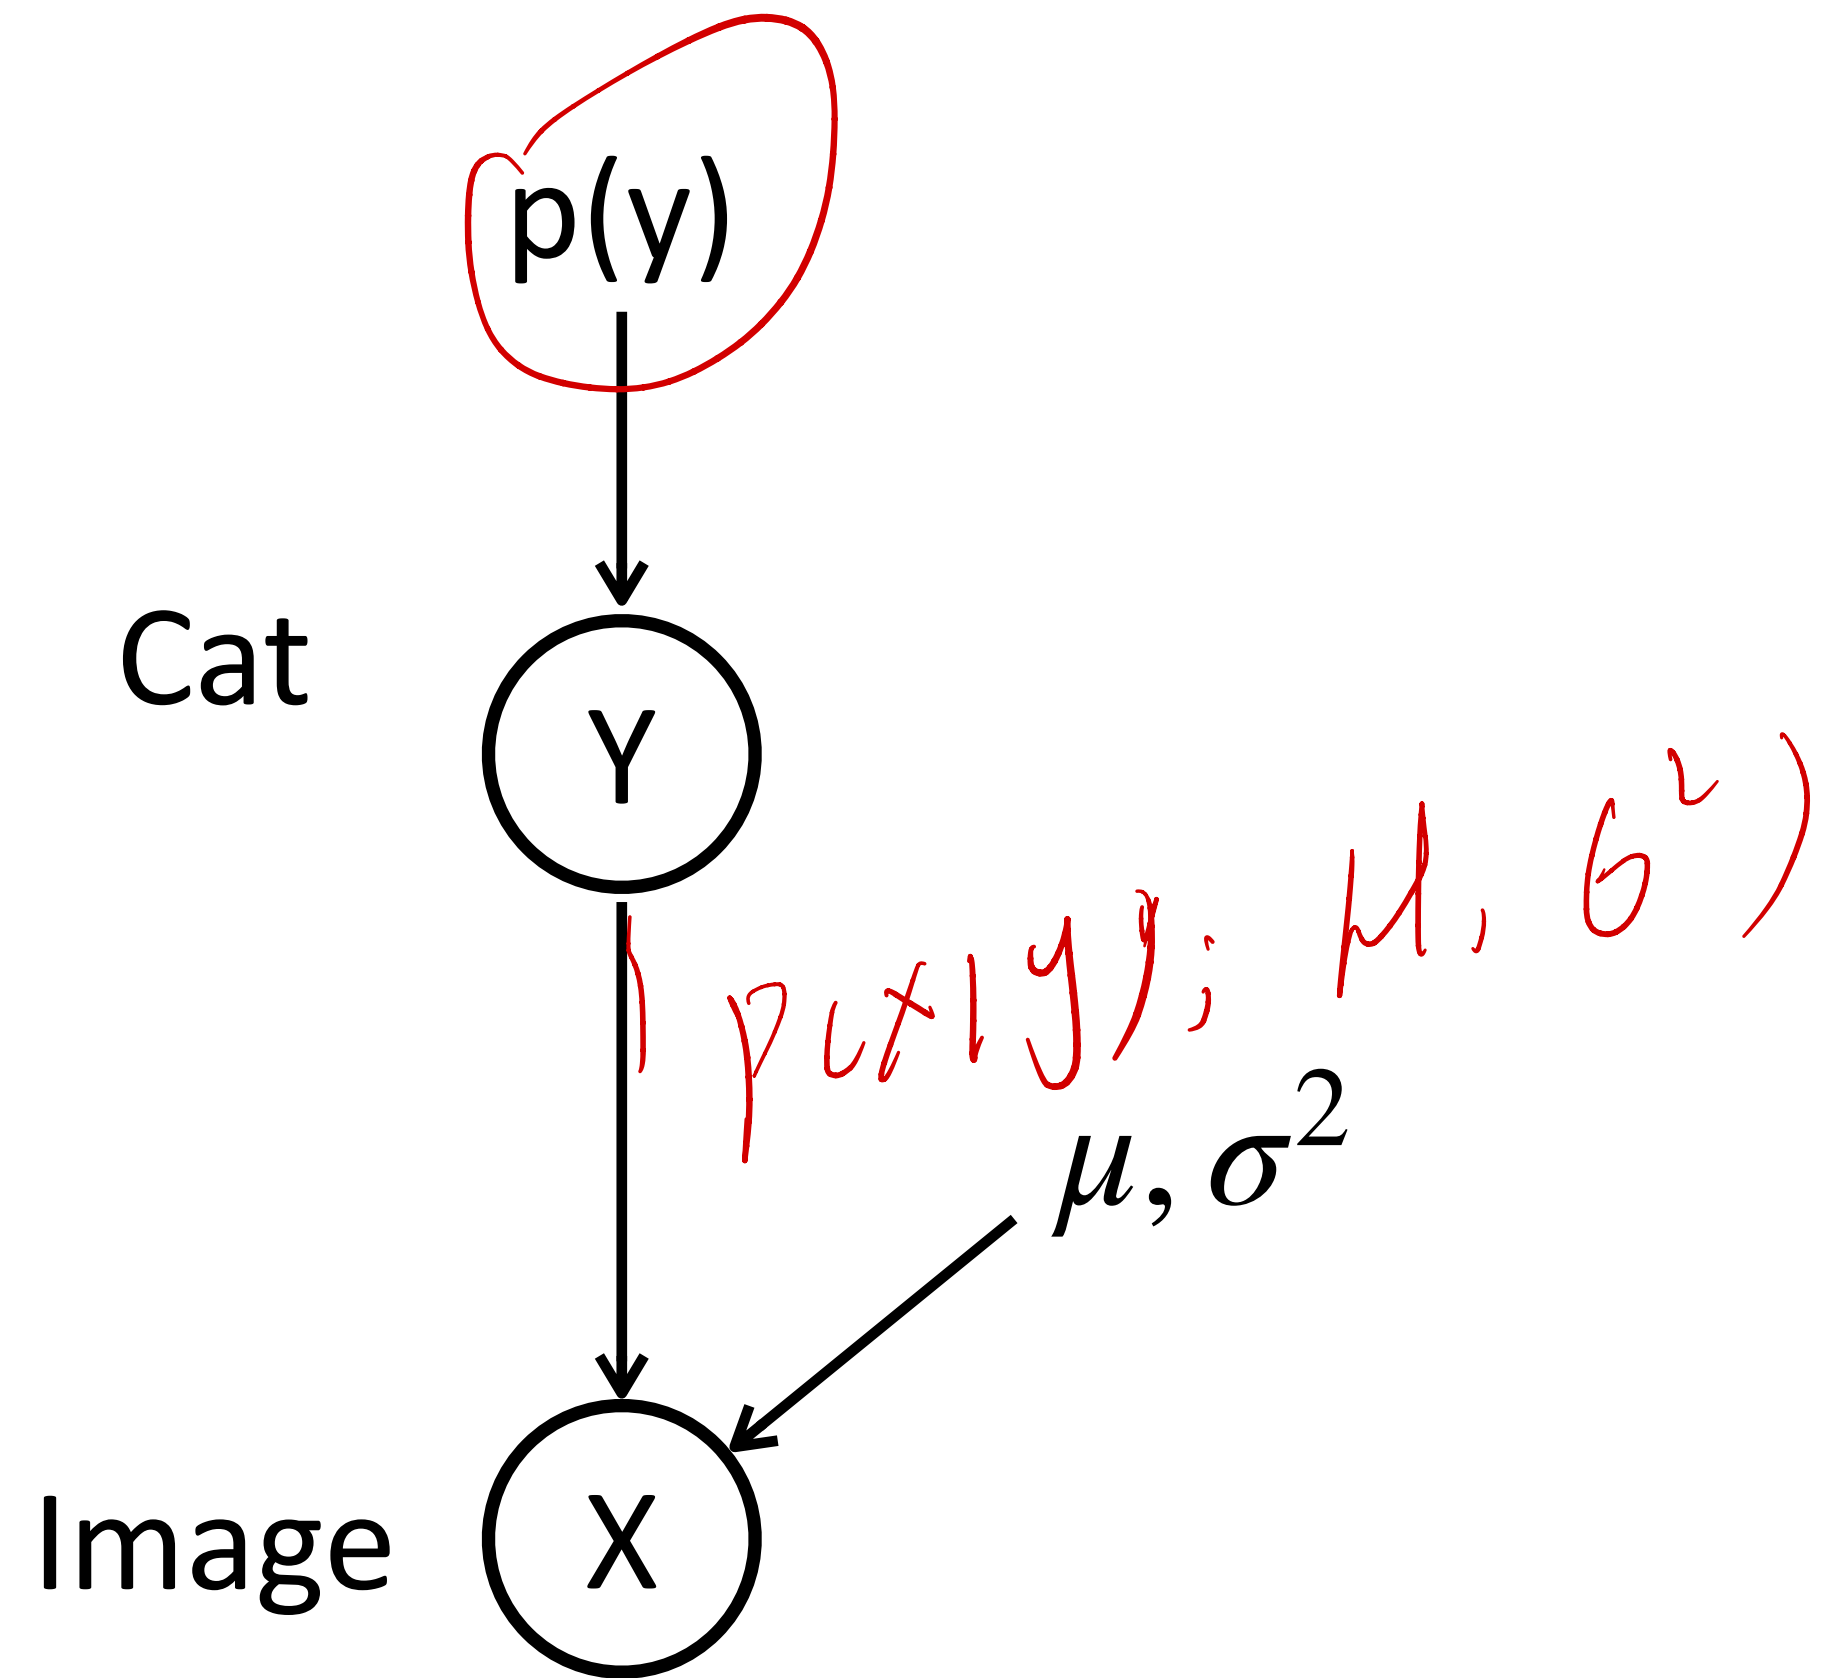 p(y)
Cat
Y
p(x|y); μ, σ²)
μ, σ²
Image
X